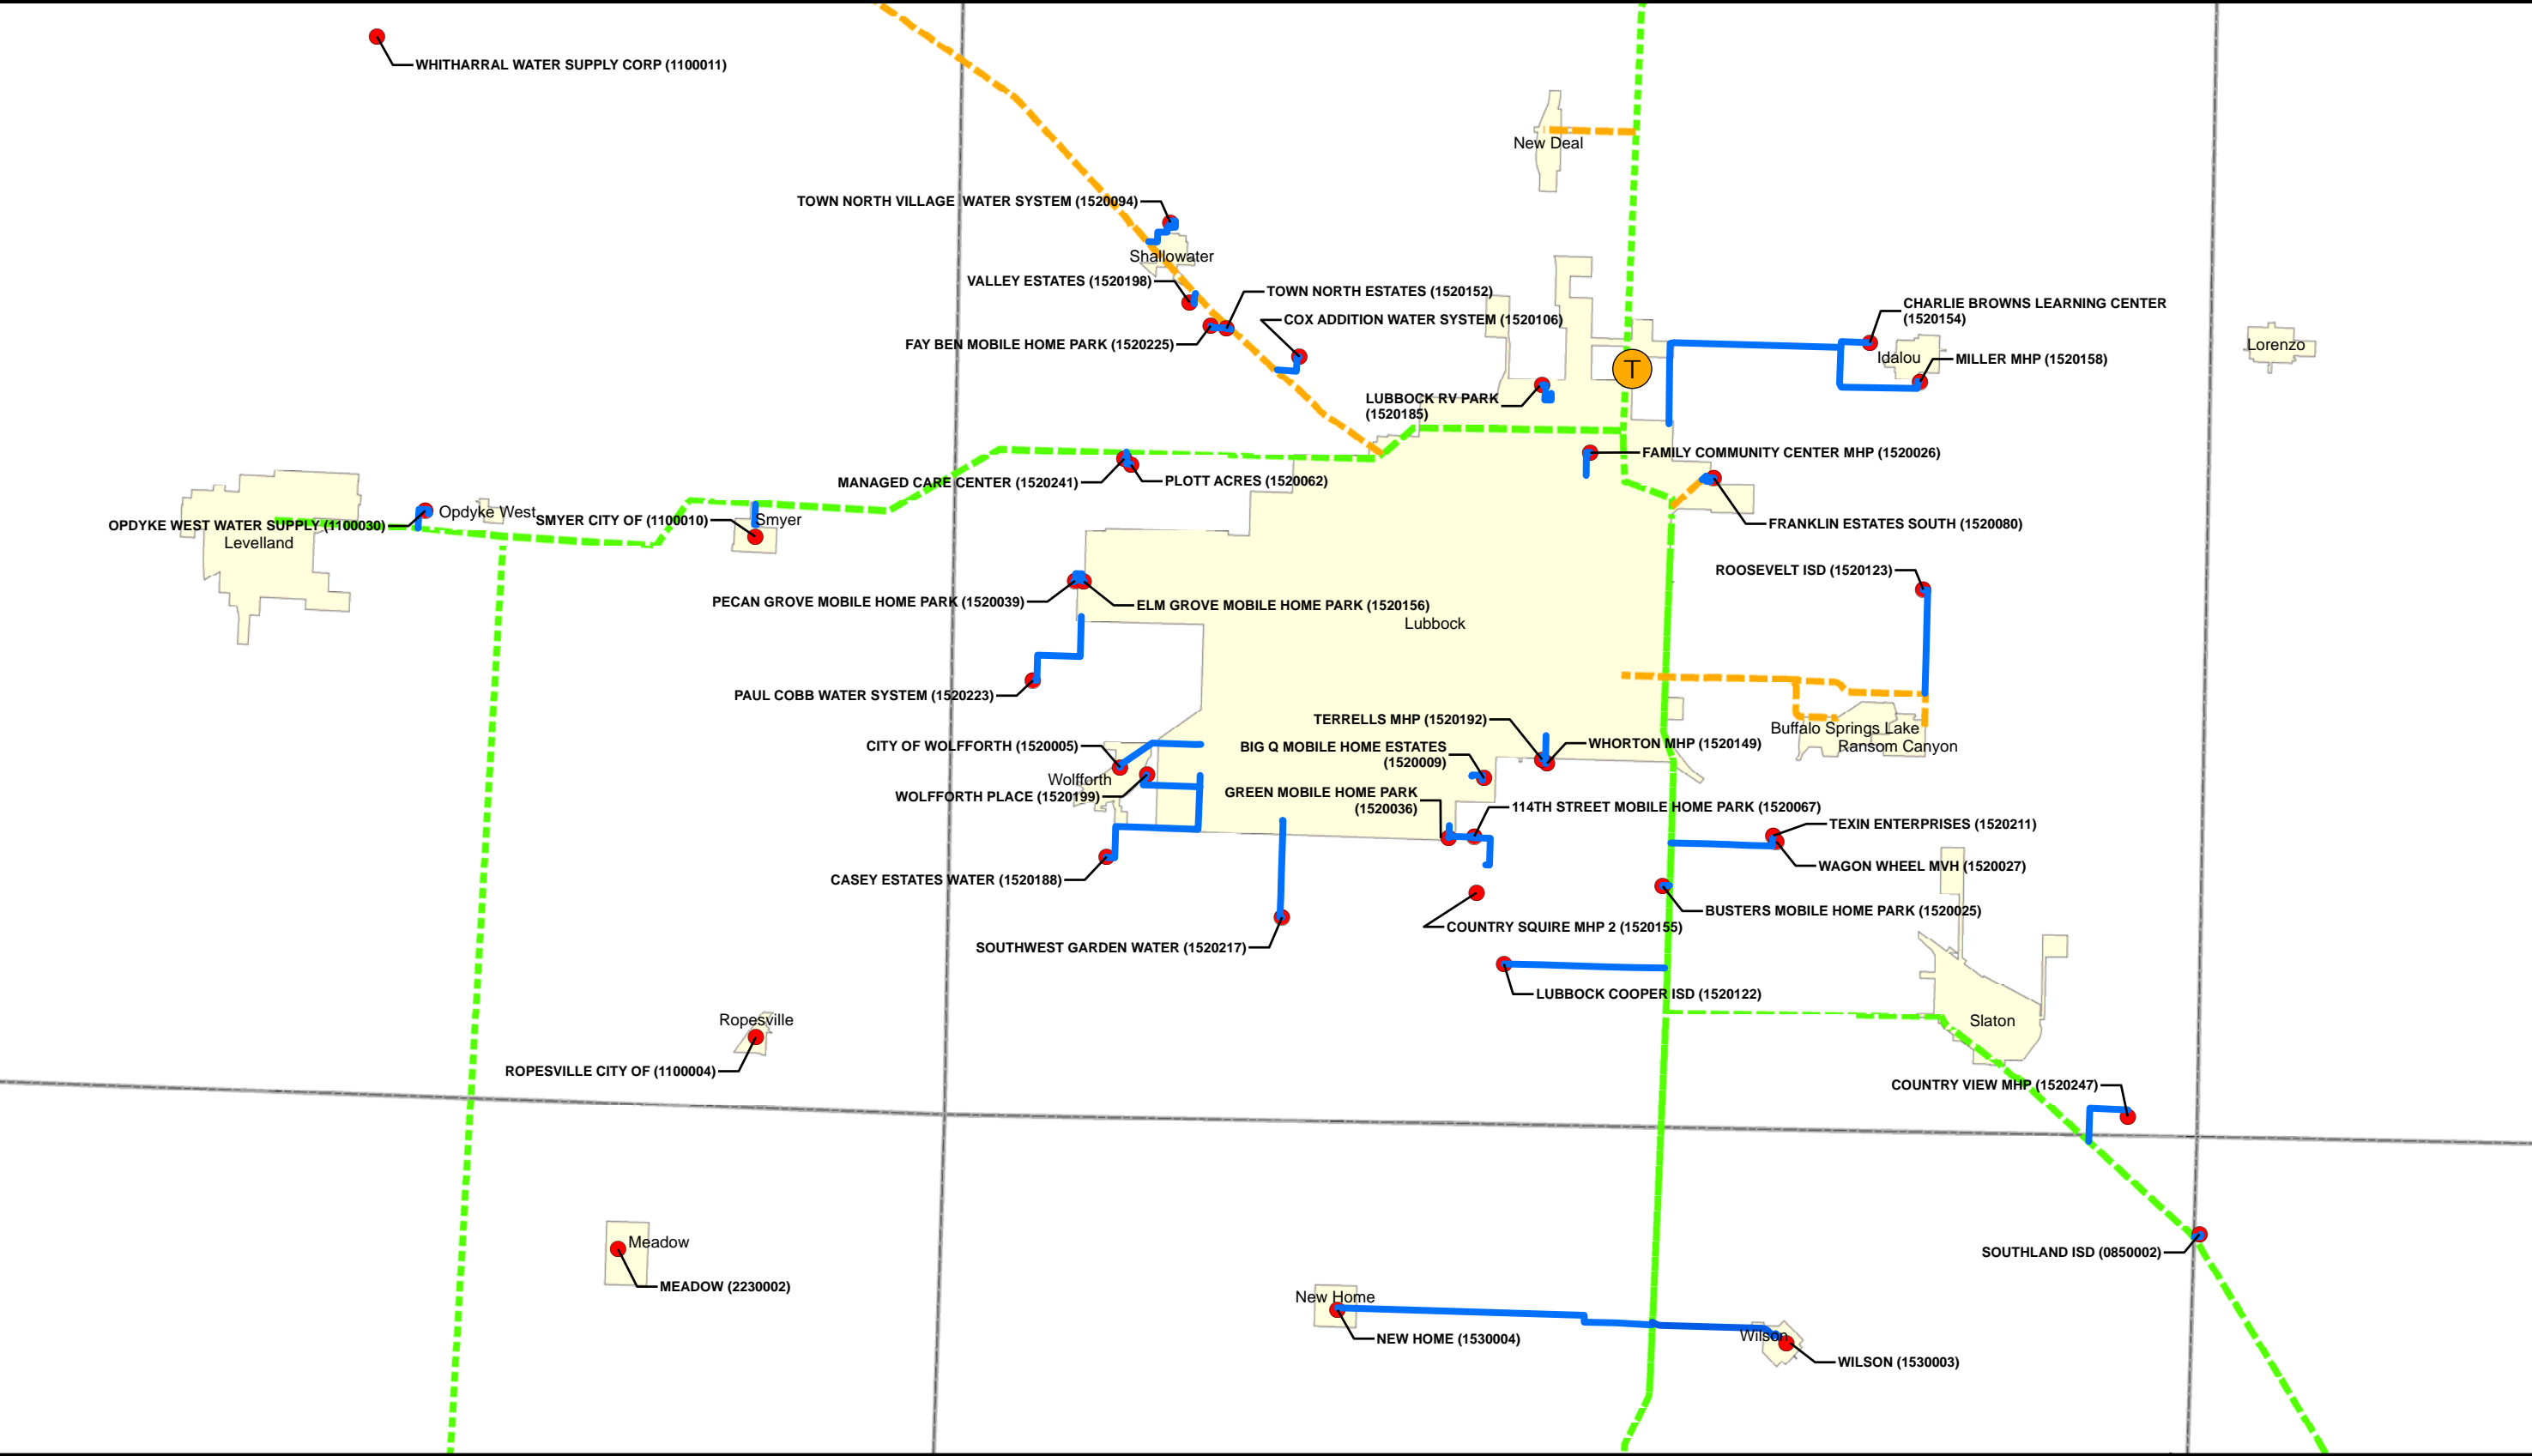 WHITHARRAL WATER SUPPLY CORP (1100011)
New Deal
TOWN NORTH VILLAGE  WATER SYSTEM (1520094)
Shallowater
VALLEY ESTATES (1520198)
TOWN NORTH ESTATES (1520152)
COX ADDITION WATER SYSTEM (1520106)
FAY BEN MOBILE HOME PARK (1520225)
CHARLIE BROWNS LEARNING CENTER
(1520154)
Idalou
MILLER MHP (1520158)
Lorenzo
T
LUBBOCK RV PARK
(1520185)
FAMILY COMMUNITY CENTER MHP (1520026)
MANAGED CARE CENTER (1520241)
PLOTT ACRES (1520062)
OPDYKE WEST WATER SUPPLY (1100030)
Opdyke West
SMYER CITY OF (1100010)
Smyer
Levelland
FRANKLIN ESTATES SOUTH (1520080)
ROOSEVELT ISD (1520123)
PECAN GROVE MOBILE HOME PARK (1520039)
ELM GROVE MOBILE HOME PARK (1520156)
Lubbock
PAUL COBB WATER SYSTEM (1520223)
TERRELLS MHP (1520192)
Buffalo Springs Lake
Ransom Canyon
CITY OF WOLFFORTH (1520005)
BIG Q MOBILE HOME ESTATES
(1520009)
WHORTON MHP (1520149)
Wolfforth
WOLFFORTH PLACE (1520199)
GREEN MOBILE HOME PARK
(1520036)
114TH STREET MOBILE HOME PARK (1520067)
TEXIN ENTERPRISES (1520211)
WAGON WHEEL MVH (1520027)
CASEY ESTATES WATER (1520188)
BUSTERS MOBILE HOME PARK (1520025)
COUNTRY SQUIRE MHP 2 (1520155)
SOUTHWEST GARDEN WATER (1520217)
LUBBOCK COOPER ISD (1520122)
Ropesville
Slaton
ROPESVILLE CITY OF (1100004)
COUNTRY VIEW MHP (1520247)
Meadow
SOUTHLAND ISD (0850002)
MEADOW (2230002)
New Home
NEW HOME (1530004)
Wilson
WILSON (1530003)